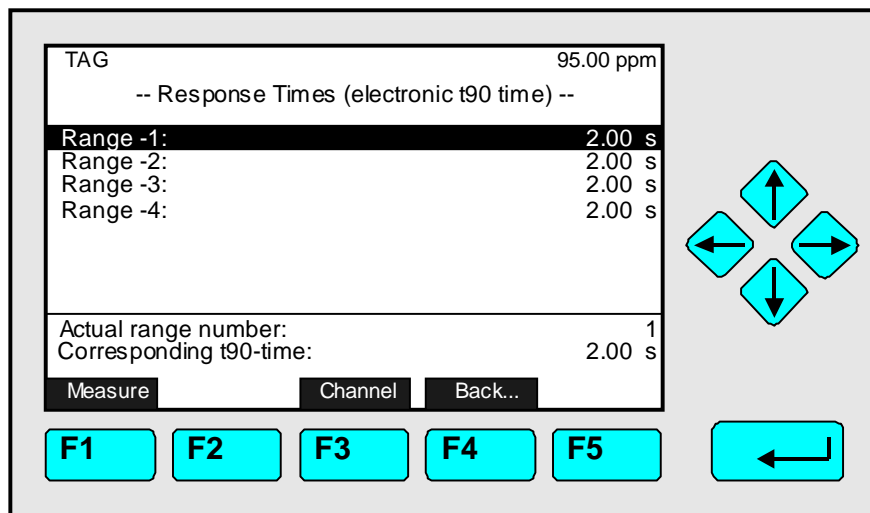 TAG 95.00 ppm
-- Response Times (electronic t90 time) --
Range -1: 2.00 s
Range -2: 2.00 s
Range -3: 2.00 s
Range -4: 2.00 s
Actual range number: 1
Corresponding t90-time: 2.00 s
Measure Channel Back...
F1 F2 F3 F4 F5